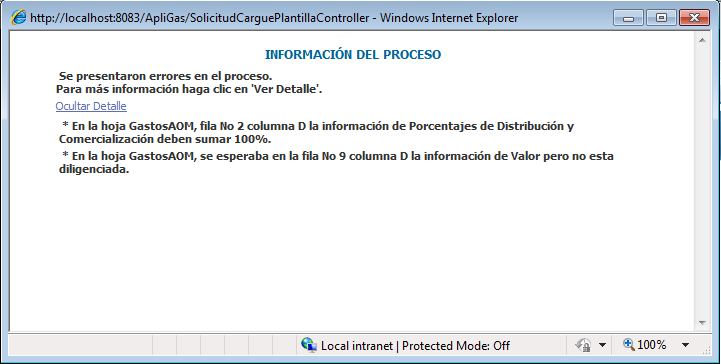 http://localhost:8083/ApliGas/SolicitudCarguePlantillaController - Windows Internet Explorer
INFORMACIÓN DEL PROCESO
Se presentaron errores en el proceso.
Para más información haga clic en 'Ver Detalle'.
Ocultar Detalle
* En la hoja GastosAOM, fila No 2 columna D la información de Porcentajes de Distribución y
Comercialización deben sumar 100%.
* En la hoja GastosAOM, se esperaba en la fila No 9 columna D la información de Valor pero no esta
diligenciada.
Local intranet | Protected Mode: Off
100%